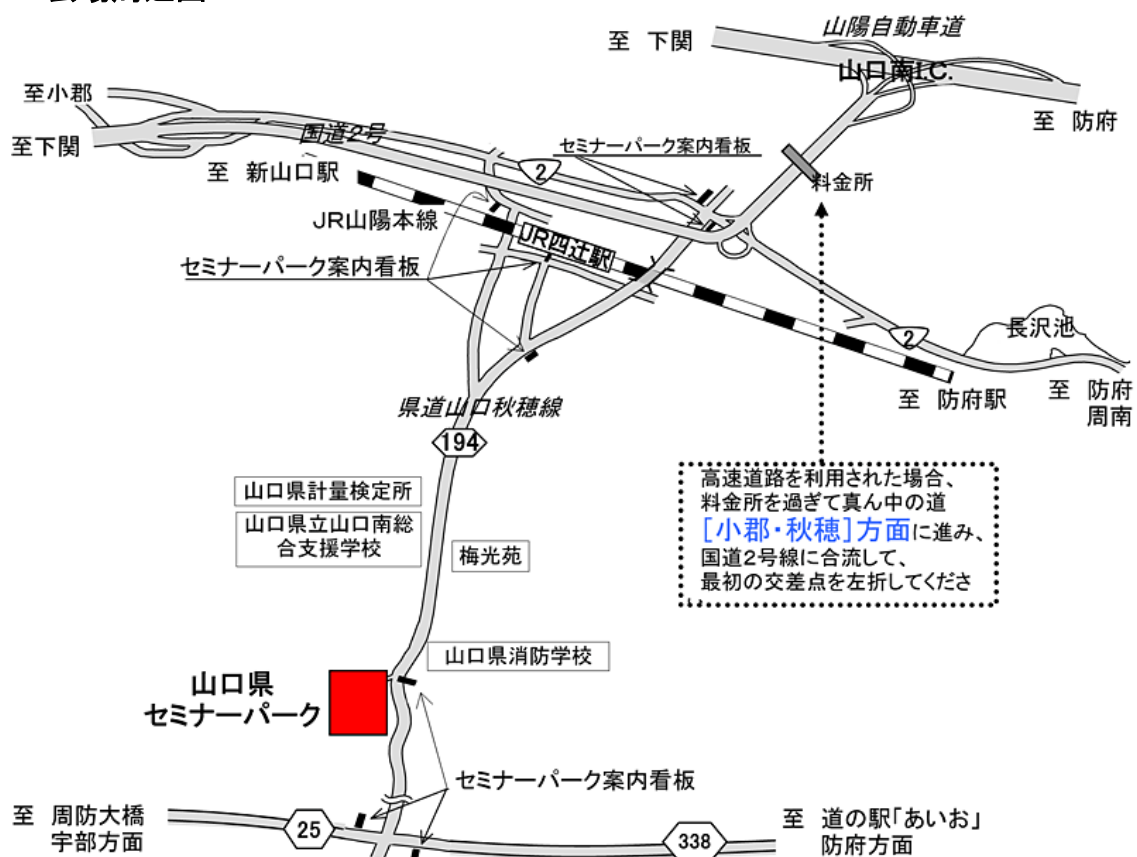 山陽自動車道
至 下関
山口南I.C.
至小郡
至 防府
国道2号
至下関
セミナーパーク案内看板
至 新山口駅
2
料金所
JR山陽本線
JR四辻駅
セミナーパーク案内看板
長沢池
2
至 防府駅
至 防府
周南
県道山口秋穂線
194
高速道路を利用された場合、
料金所を過ぎて真ん中の道
[小郡・秋穂]方面に進み、
国道2号線に合流して、
最初の交差点を左折してくださ
山口県計量検定所
山口県立山口南総
合支援学校
梅光苑
山口県消防学校
山口県
セミナーパーク
セミナーパーク案内看板
至 周防大橋
宇部方面
25
338
至 道の駅「あいお」
防府方面